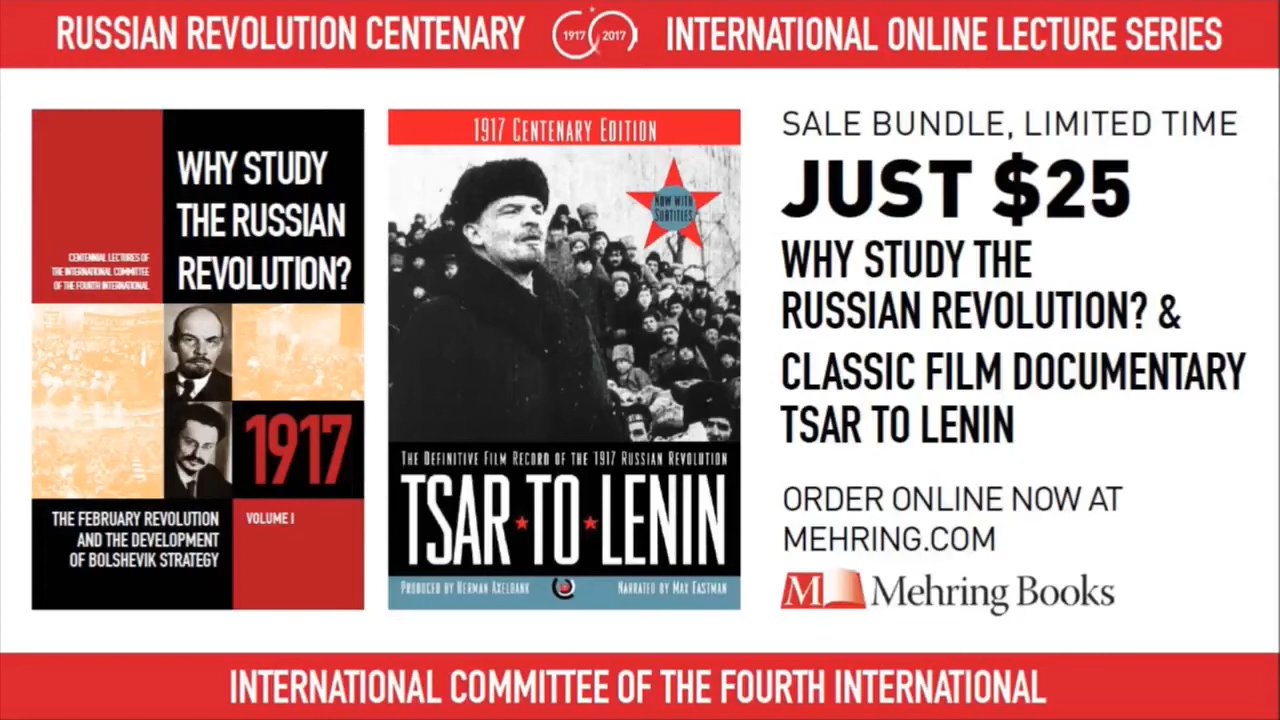 RUSSIAN REVOLUTION CENTENARY
1917 2017
INTERNATIONAL ONLINE LECTURE SERIES
CENTENNIAL LECTURES OF
THE INTERNATIONAL COMMITTEE
OF THE FOURTH INTERNATIONAL
WHY STUDY
THE RUSSIAN
REVOLUTION?
1917
THE FEBRUARY REVOLUTION
AND THE DEVELOPMENT
OF BOLSHEVIK STRATEGY
VOLUME I
1917 CENTENARY EDITION
NOW WITH
SUBTITLES
THE DEFINITIVE FILM RECORD OF THE 1917 RUSSIAN REVOLUTION
TSAR TO LENIN
PRODUCED BY HERMAN AXELBANK
NARRATED BY MAX EASTMAN
SALE BUNDLE, LIMITED TIME
JUST $25
WHY STUDY THE
RUSSIAN REVOLUTION? &
CLASSIC FILM DOCUMENTARY
TSAR TO LENIN
ORDER ONLINE NOW AT
MEHRING.COM
M Mehring Books
INTERNATIONAL COMMITTEE OF THE FOURTH INTERNATIONAL